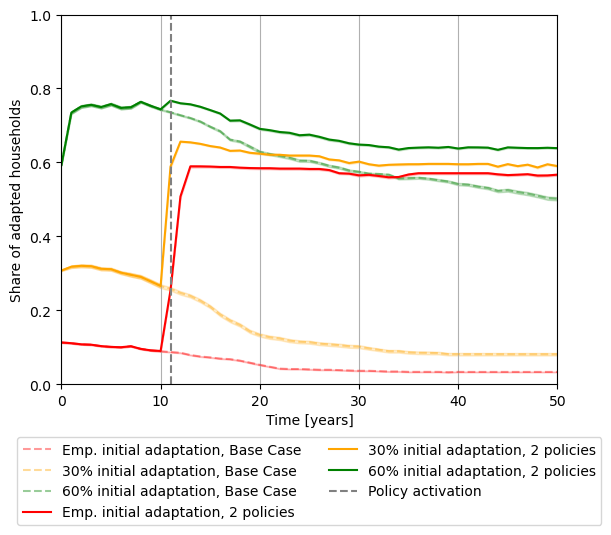 1.0
0.8
0.6
0.4
0.2
0.0
Share of adapted households
0 10 20 30 40 50
Time [years]
Emp. initial adaptation, Base Case
30% initial adaptation, Base Case
60% initial adaptation, Base Case
Emp. initial adaptation, 2 policies
30% initial adaptation, 2 policies
60% initial adaptation, 2 policies
Policy activation